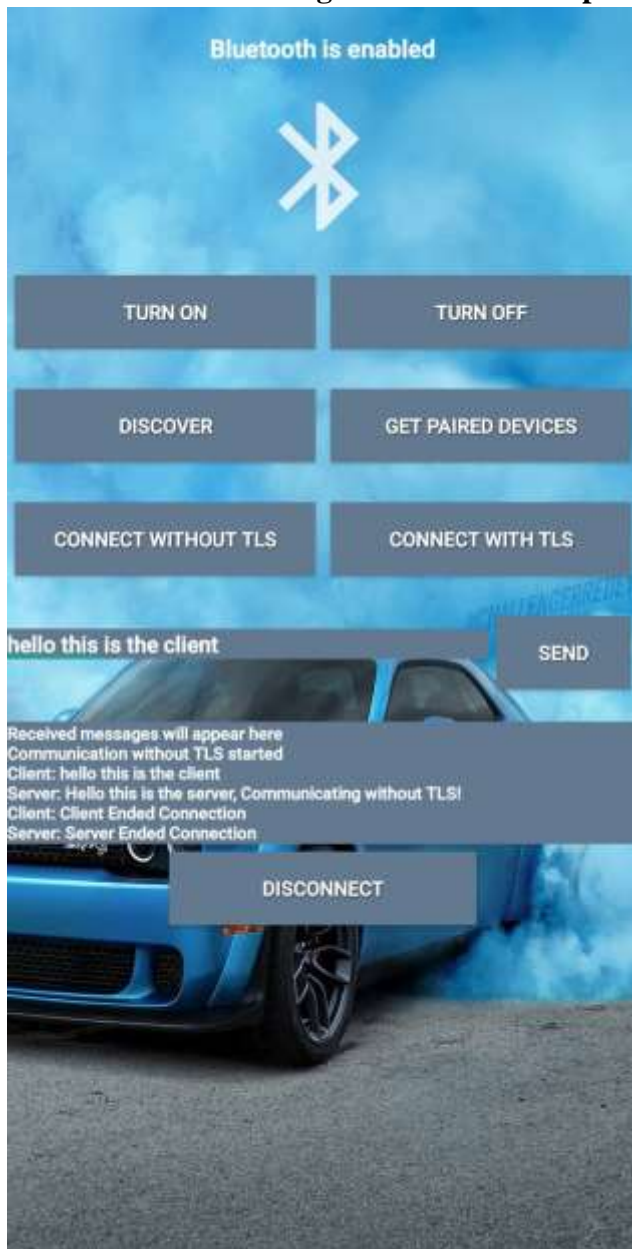 Bluetooth is enabled
TURN ON
TURN OFF
DISCOVER
GET PAIRED DEVICES
CONNECT WITHOUT TLS
CONNECT WITH TLS
hello this is the client
SEND
Received messages will appear here
Communication without TLS started
Client: hello this is the client
Server: Hello this is the server, Communicating without TLS!
Client: Client Ended Connection
Server: Server Ended Connection
DISCONNECT